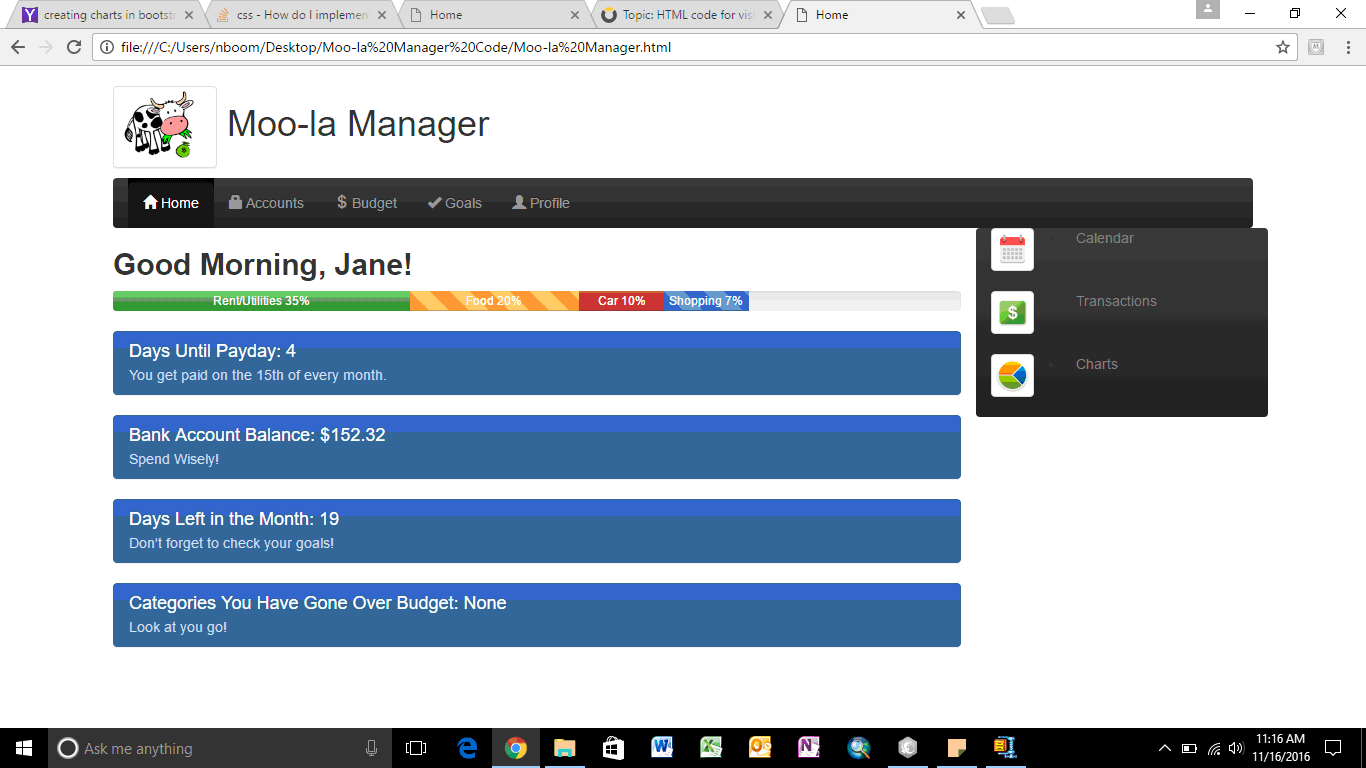 creating charts in bootstr
css - How do I implemen
Home
Topic: HTML code for vis
Home
file:///C:/Users/nboom/Desktop/Moo-la%20Manager%20Code/Moo-la%20Manager.html
Moo-la Manager
Home Accounts $ Budget Goals Profile
Good Morning, Jane!
Rent/Utilities 35% Food 20% Car 10% Shopping 7%
Days Until Payday: 4
You get paid on the 15th of every month.
Bank Account Balance: $152.32
Spend Wisely!
Days Left in the Month: 19
Don't forget to check your goals!
Categories You Have Gone Over Budget: None
Look at you go!
Calendar
$ Transactions
Charts
Ask me anything
11:16 AM
11/16/2016